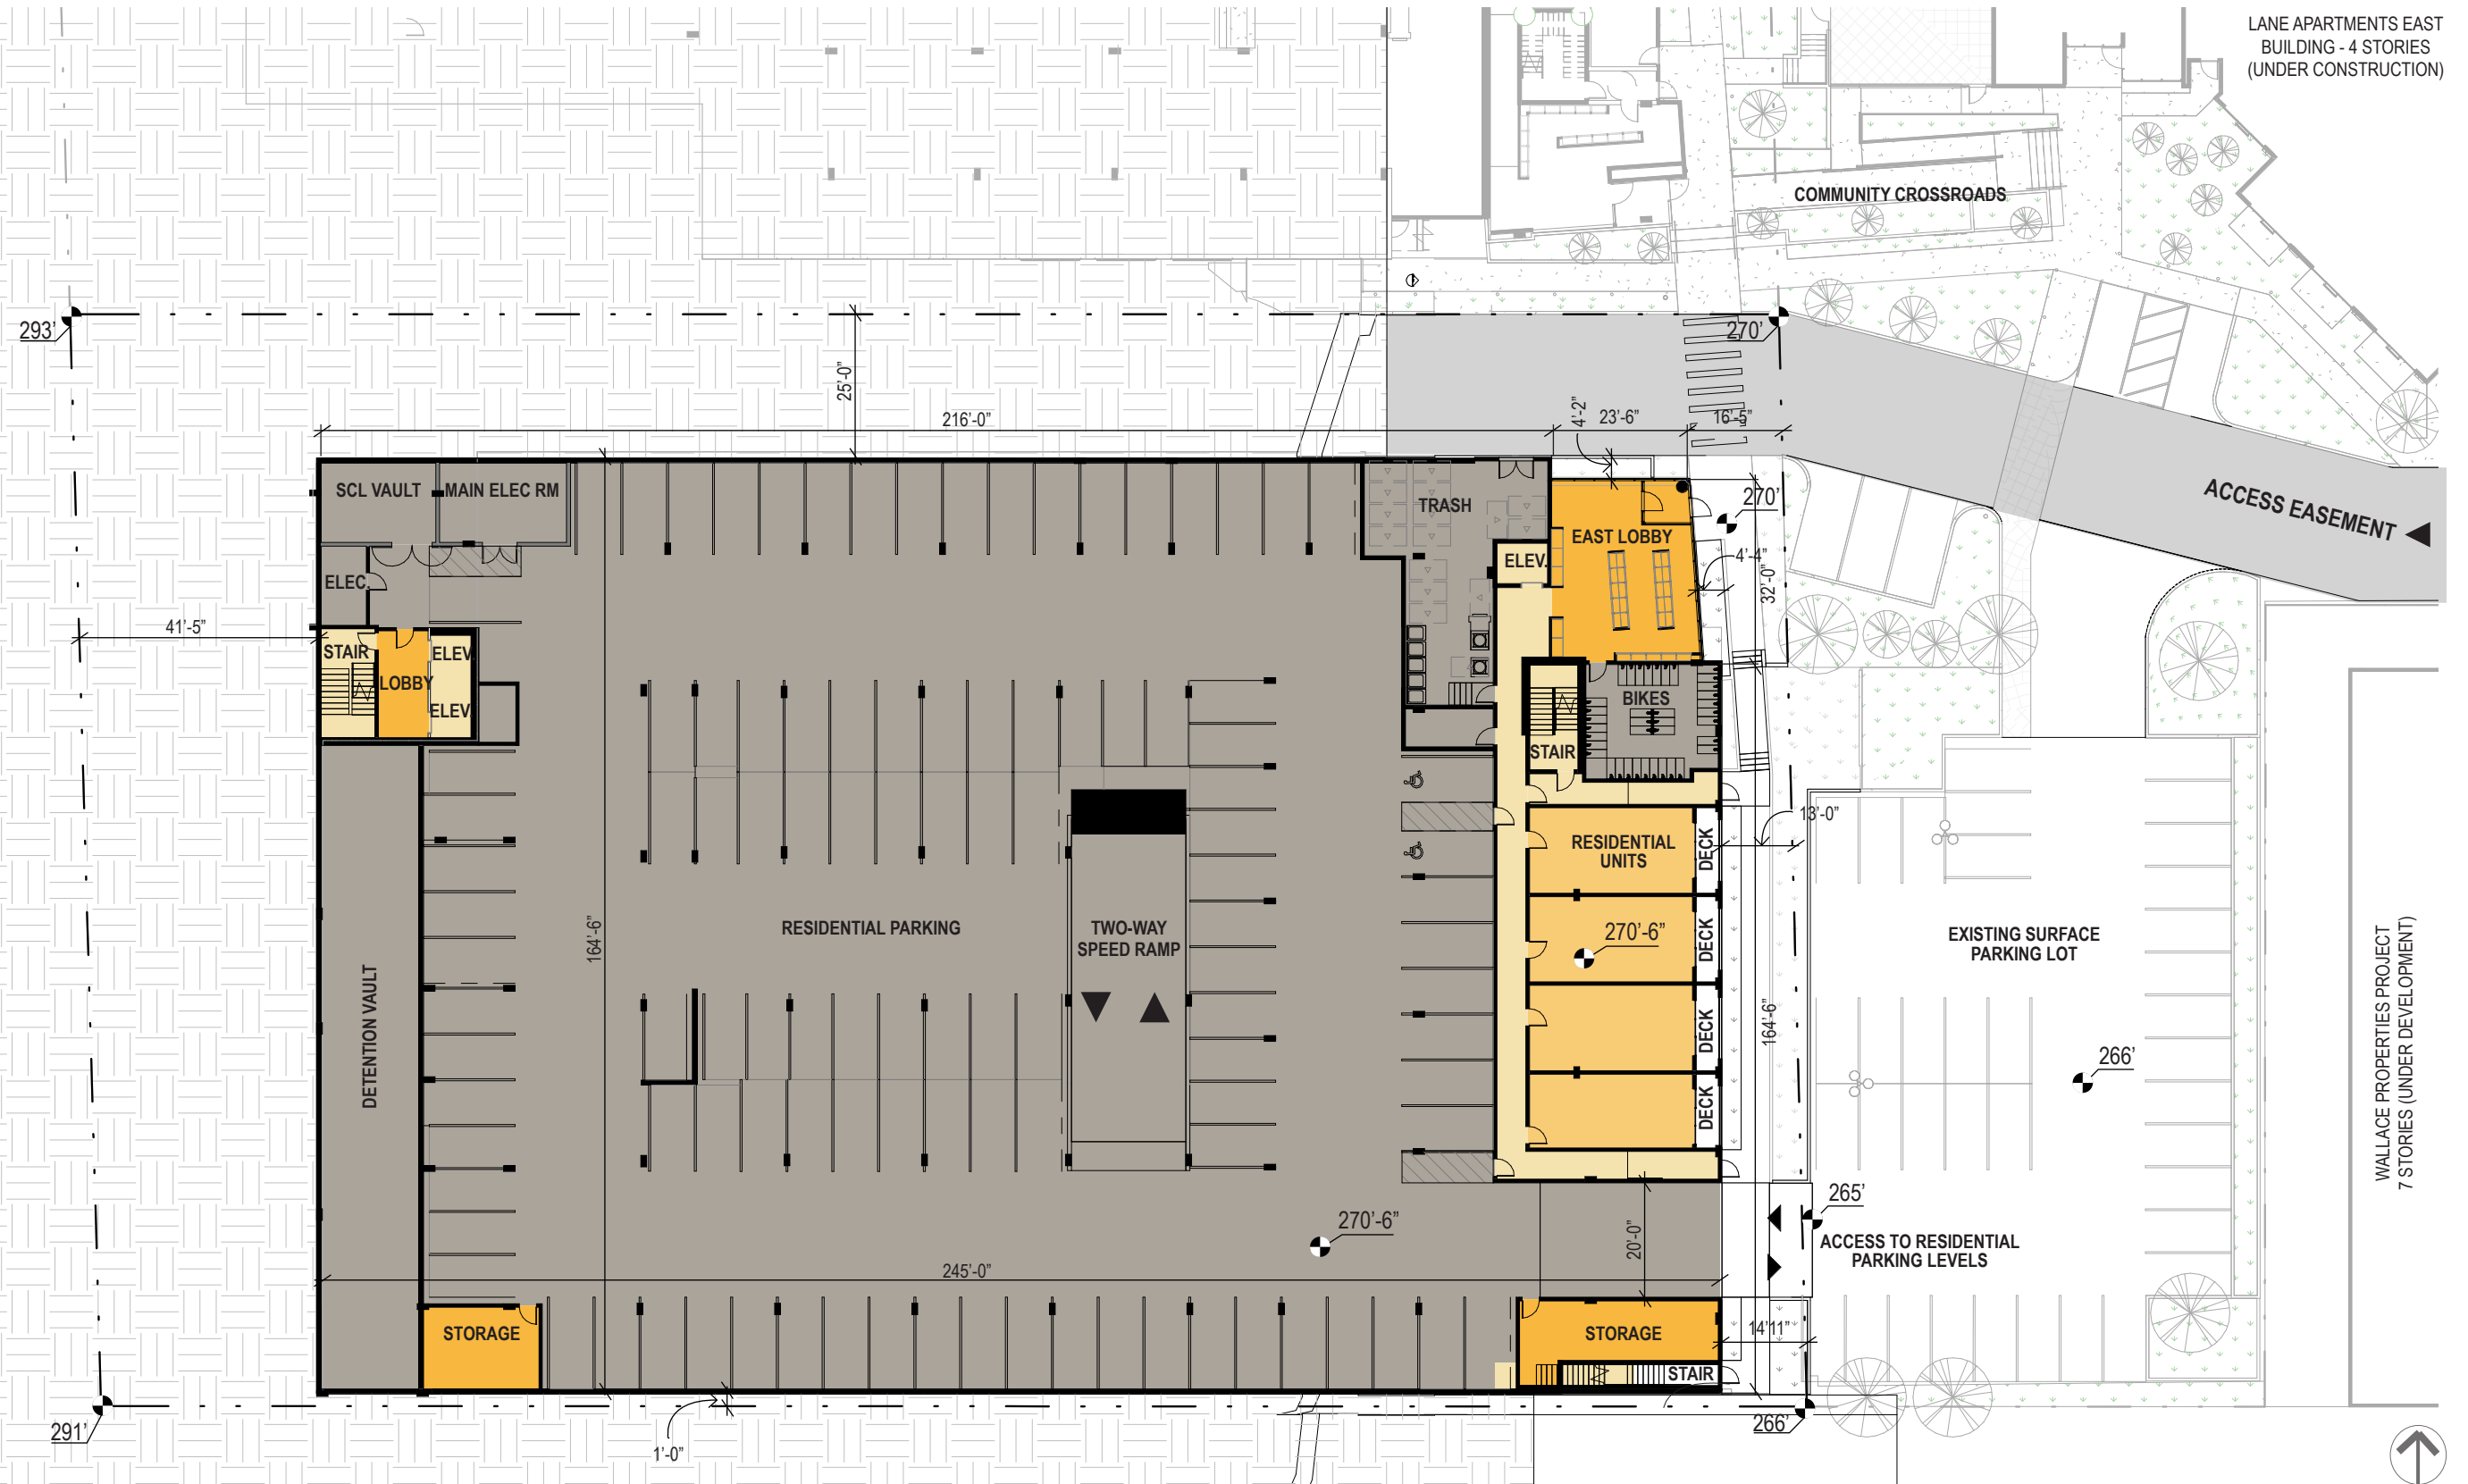 LANE APARTMENTS EAST
BUILDING - 4 STORIES
(UNDER CONSTRUCTION)
COMMUNITY CROSSROADS
293'
270'
25'-0"
216'-0"
4'-2"
23'-6"
16'-5"
SCL VAULT
MAIN ELEC RM
TRASH
270'
ACCESS EASEMENT
EAST LOBBY
ELEV.
4'-4"
ELEC.
32'-0"
41'-5"
STAIR
ELEV.
LOBBY
ELEV.
BIKES
STAIR
13'-0"
RESIDENTIAL
UNITS
DECK
164'-6"
RESIDENTIAL PARKING
TWO-WAY
SPEED RAMP
270'-6"
DECK
EXISTING SURFACE
PARKING LOT
WALLACE PROPERTIES PROJECT
7 STORIES (UNDER DEVELOPMENT)
DETENTION VAULT
DECK
164'-6"
266'
DECK
265'
270'-6"
20'-0"
ACCESS TO RESIDENTIAL
PARKING LEVELS
245'-0"
STORAGE
STORAGE
14'11"
STAIR
291'
1'-0"
266'